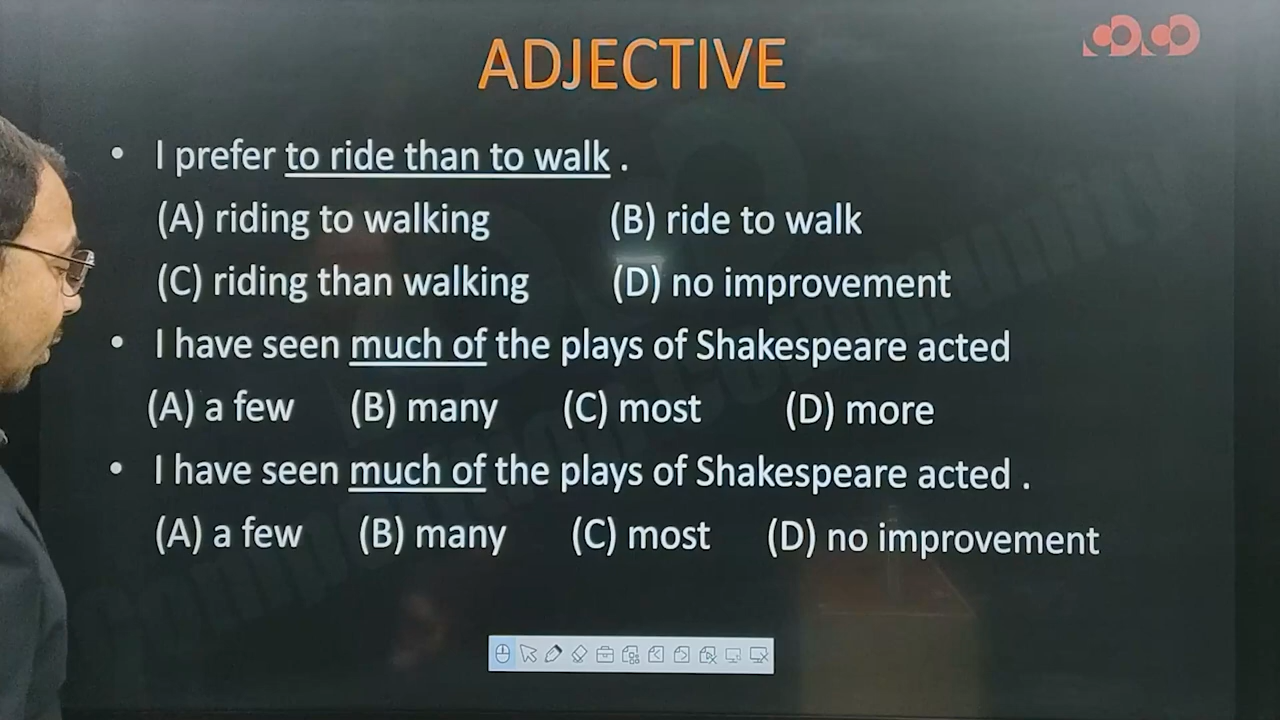 ADJECTIVE
• I prefer to ride than to walk .
(A) riding to walking (B) ride to walk
(C) riding than walking (D) no improvement
• I have seen much of the plays of Shakespeare acted
(A) a few (B) many (C) most (D) more
• I have seen much of the plays of Shakespeare acted .
(A) a few (B) many (C) most (D) no improvement